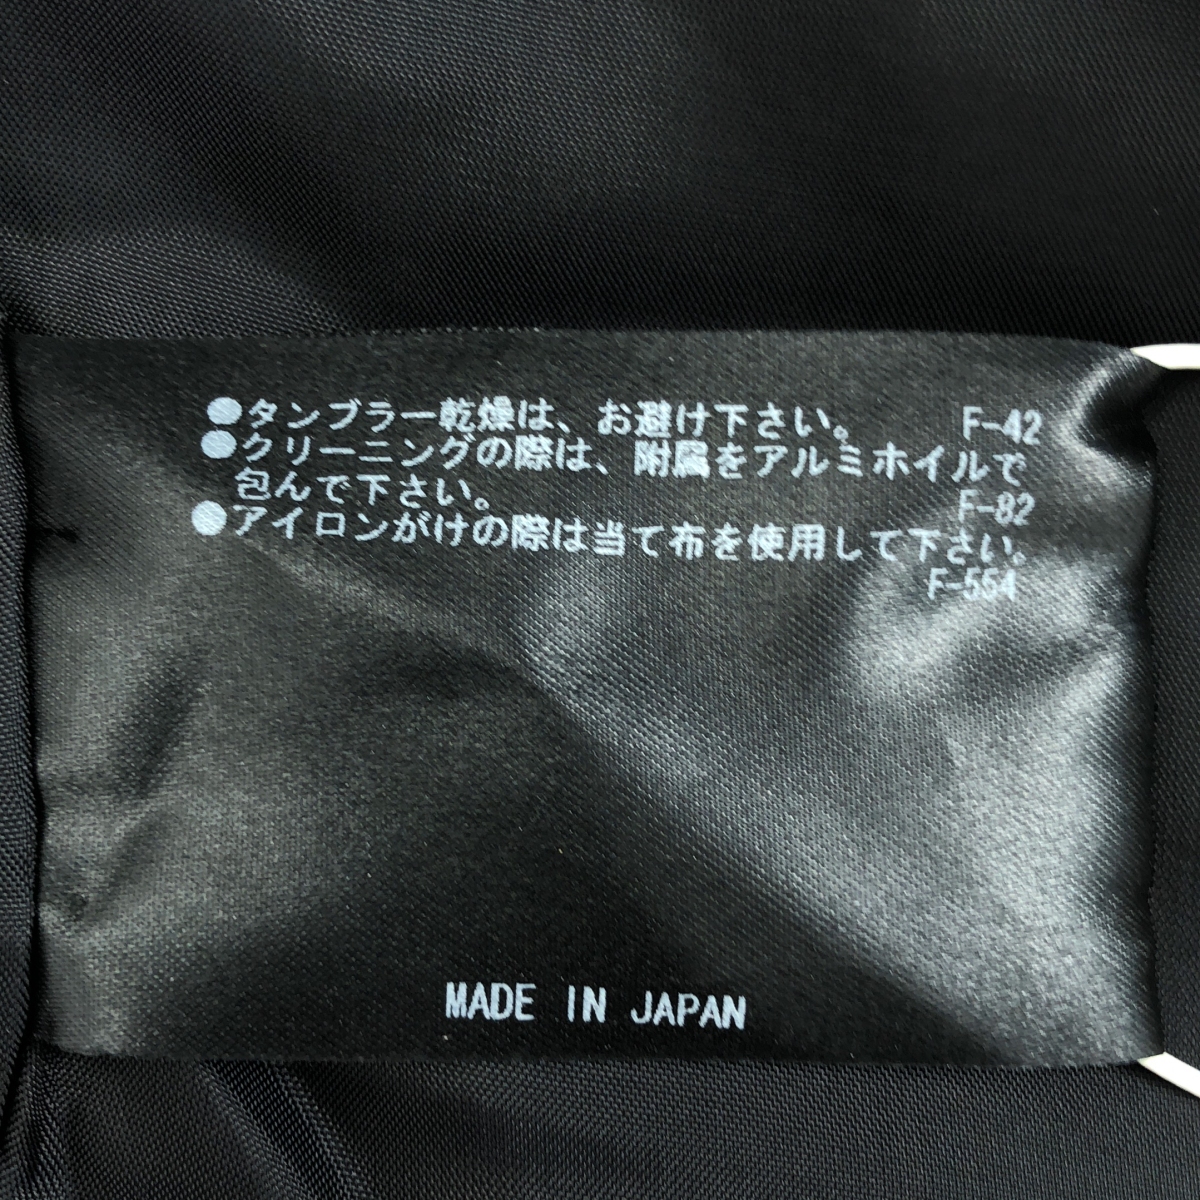 ●タンブラー乾燥は、お避け下さい。 F-42
●クリーニングの際は、附属をアルミホイルで
包んで下さい。 F-82
●アイロンがけの際は当て布を使用して下さい。
F-554
MADE IN JAPAN